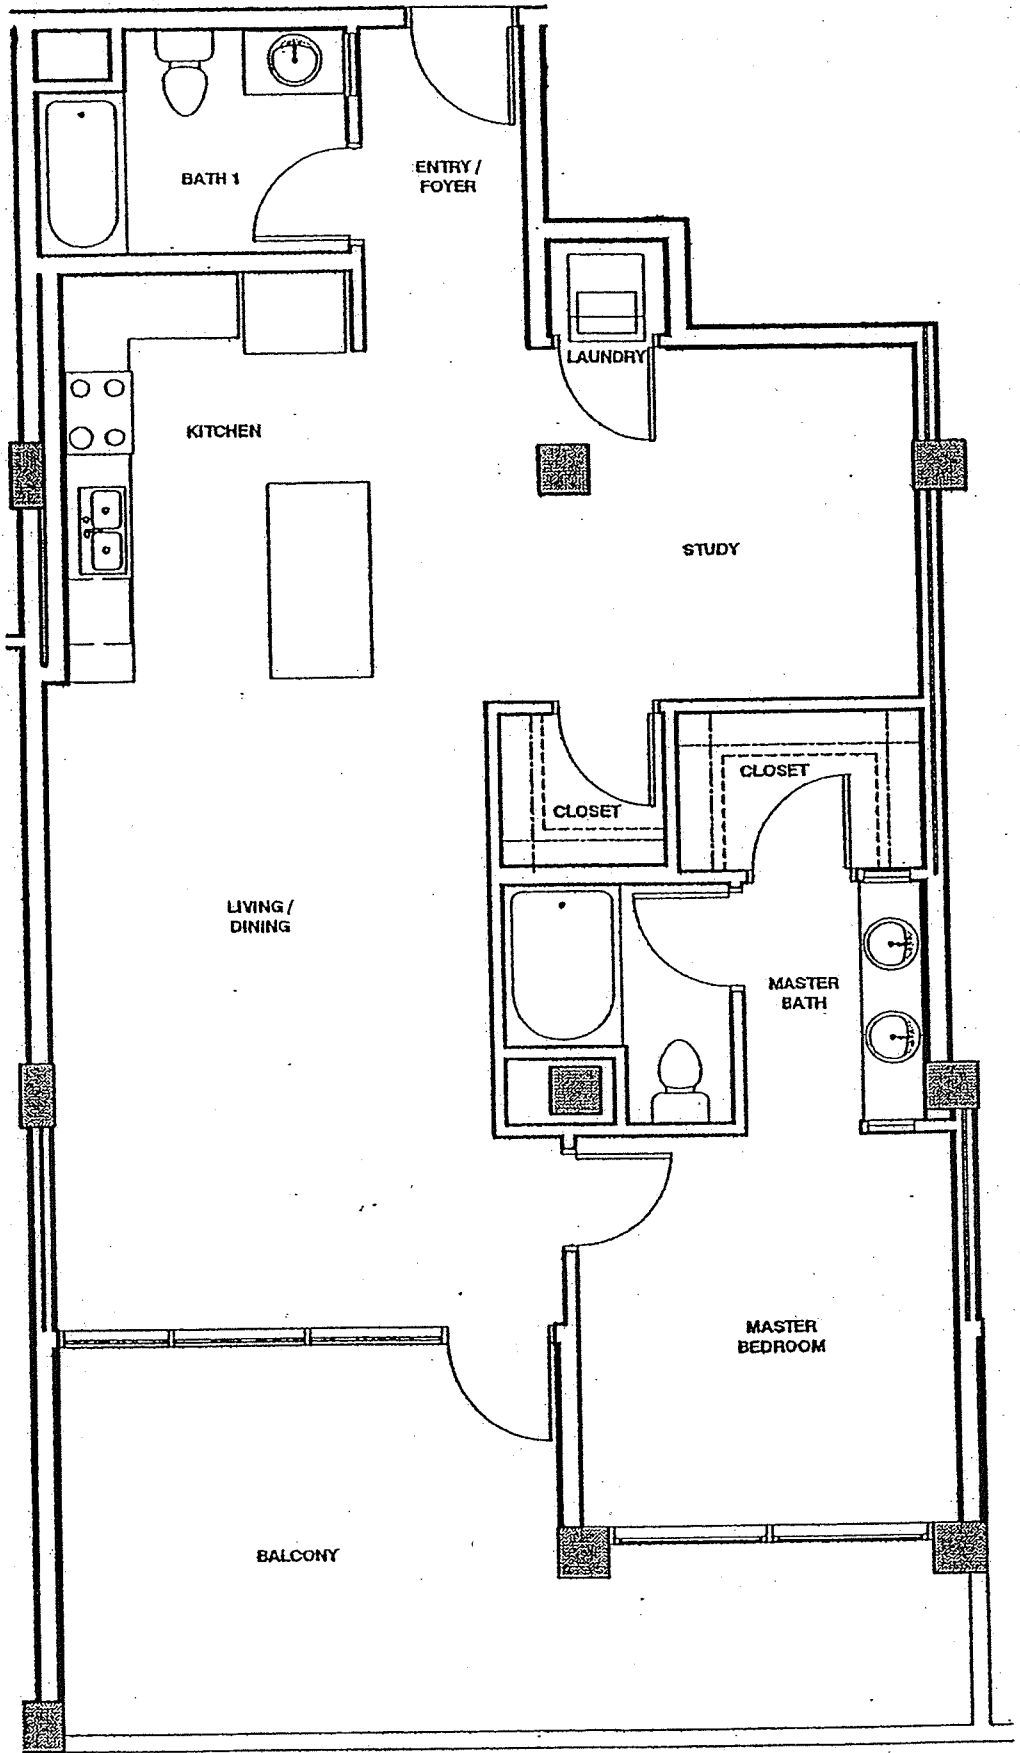 ENTRY /
FOYER
BATH 1
LAUNDRY
KITCHEN
STUDY
CLOSET
CLOSET
LIVING /
DINING
MASTER
BATH
MASTER
BEDROOM
BALCONY